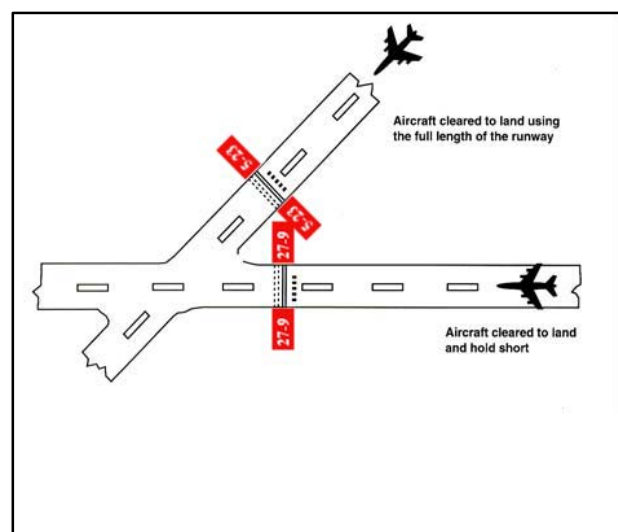 Aircraft cleared to land using
the full length of the runway
5-23
5-23
27-9
27-9
Aircraft cleared to land
and hold short